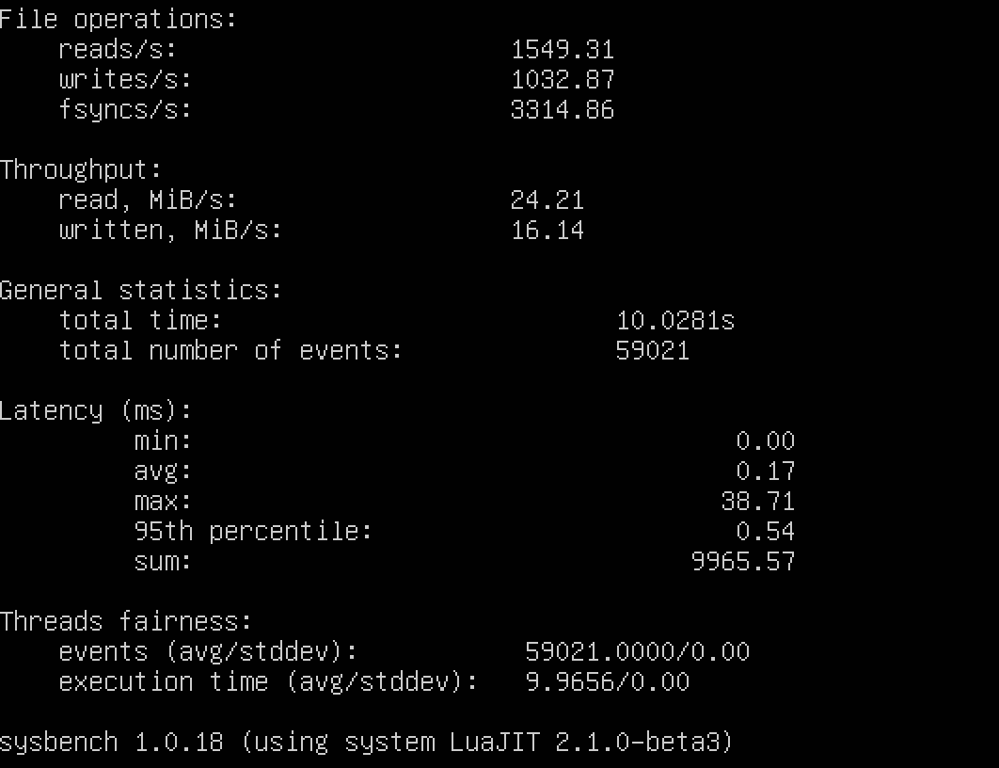 File operations:
reads/s: 1549.31
writes/s: 1032.87
fsyncs/s: 3314.86
Throughput:
read, MiB/s: 24.21
written, MiB/s: 16.14
General statistics:
total time: 10.0281s
total number of events: 59021
Latency (ms):
min: 0.00
avg: 0.17
max: 38.71
95th percentile: 0.54
sum: 9965.57
Threads fairness:
events (avg/stddev): 59021.0000/0.00
execution time (avg/stddev): 9.9656/0.00
sysbench 1.0.18 (using system LuaJIT 2.1.0-beta3)